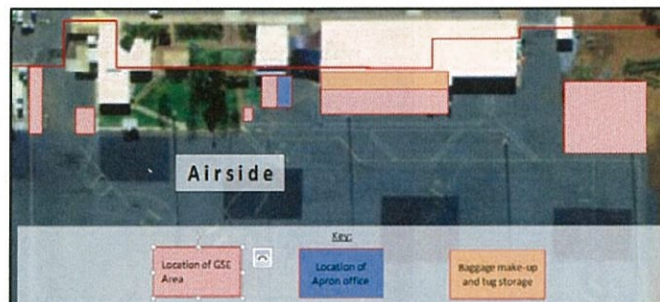 Airside
Key:
Location of GSE
Area
Location of
Apron office
Baggage make-up
and tug storage